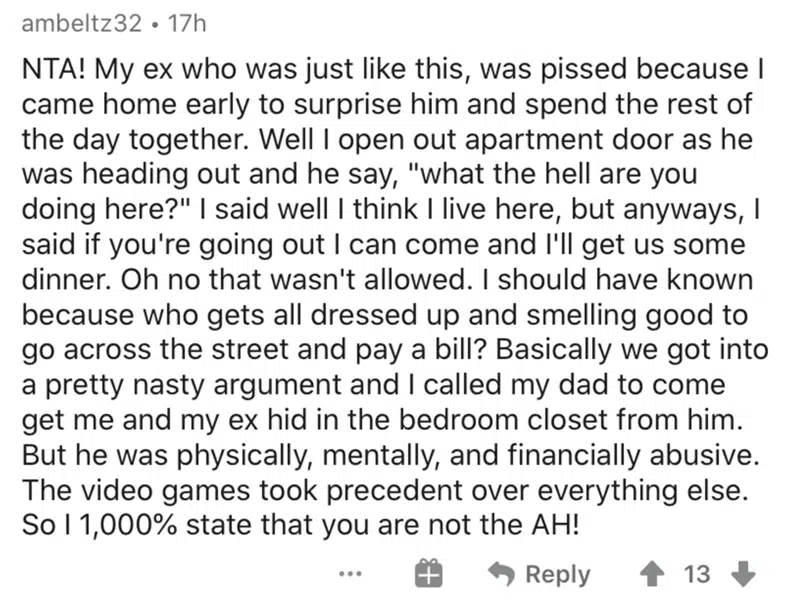 ambeltz32 • 17h
NTA! My ex who was just like this, was pissed because I
came home early to surprise him and spend the rest of
the day together. Well I open out apartment door as he
was heading out and he say, "what the hell are you
doing here?" I said well I think I live here, but anyways, I
said if you're going out I can come and I'll get us some
dinner. Oh no that wasn't allowed. I should have known
because who gets all dressed up and smelling good to
go across the street and pay a bill? Basically we got into
a pretty nasty argument and I called my dad to come
get me and my ex hid in the bedroom closet from him.
But he was physically, mentally, and financially abusive.
The video games took precedent over everything else.
So I 1,000% state that you are not the AH!
... Reply 13